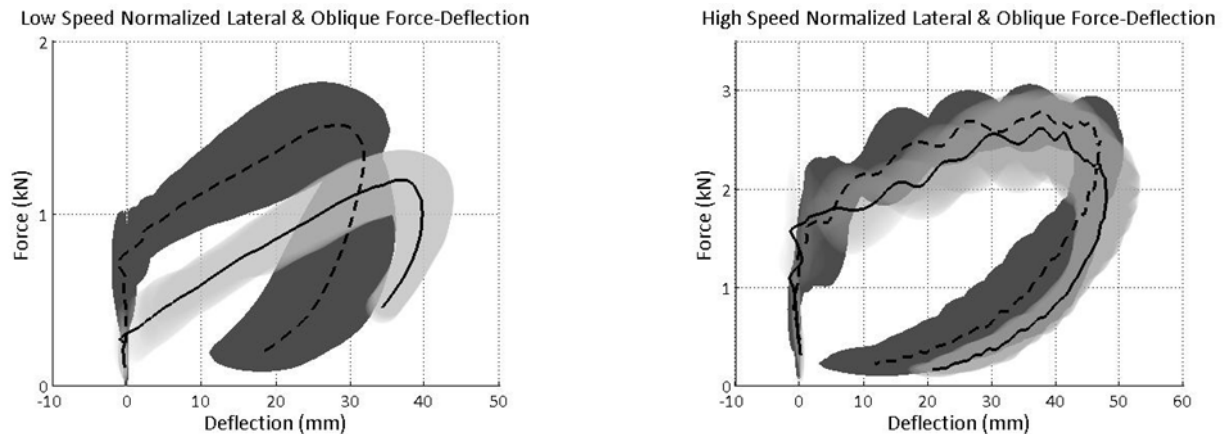 Low Speed Normalized Lateral & Oblique Force-Deflection
2
1
0
Force (kN)
-10 0 10 20 30 40 50
Deflection (mm)
High Speed Normalized Lateral & Oblique Force-Deflection
3
2
1
0
Force (kN)
-10 0 10 20 30 40 50 60
Deflection (mm)